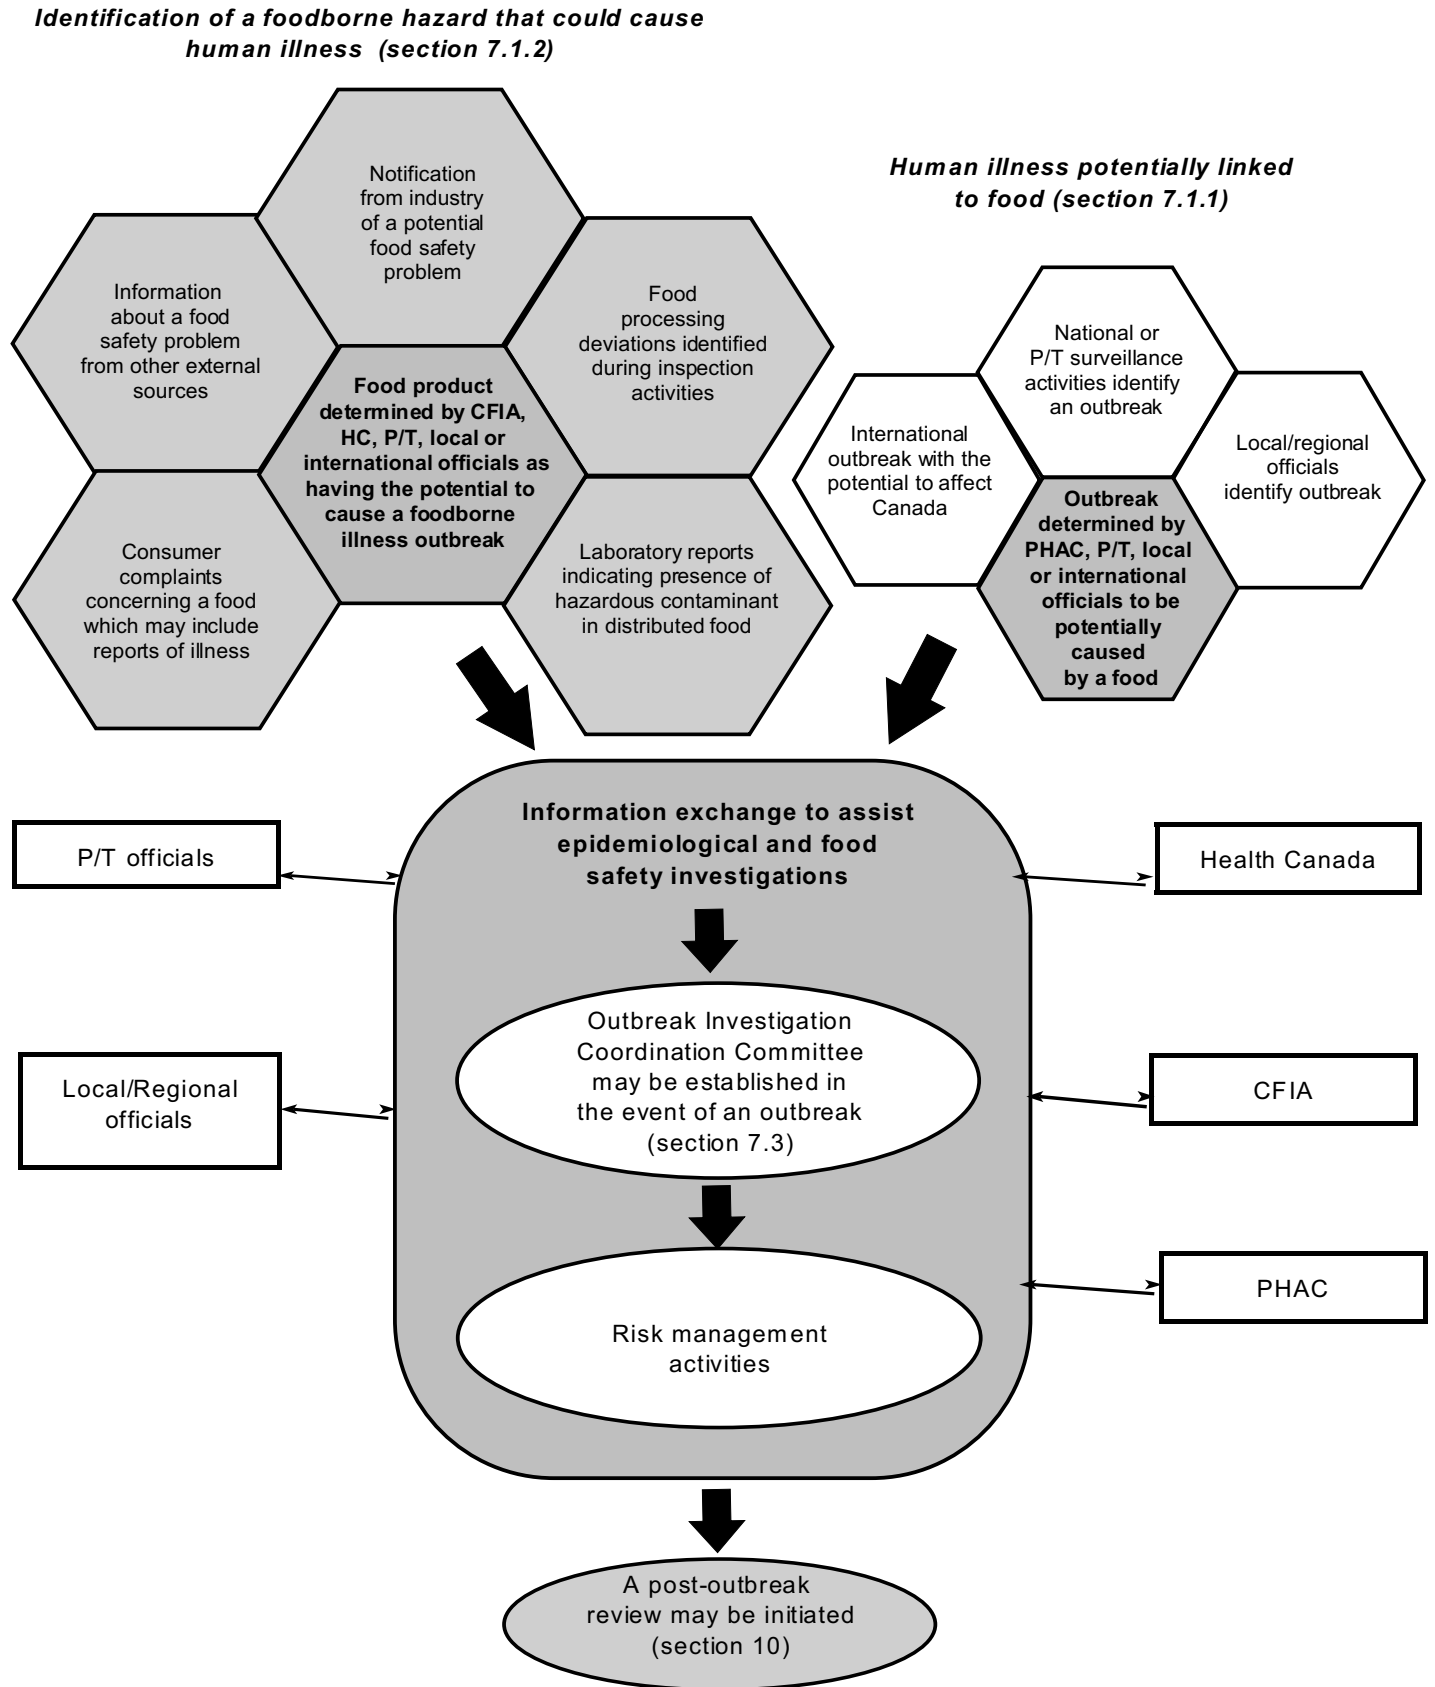 Identification of a foodborne hazard that could cause
human illness (section 7.1.2)
Notification
from industry
of a potential
food safety
problem
Information
about a food
safety problem
from other external
sources
Food
processing
deviations identified
during inspection
activities
Food product
determined by CFIA,
HC, P/T, local or
international officials as
having the potential to
cause a foodborne
illness outbreak
Consumer
complaints
concerning a food
which may include
reports of illness
Laboratory reports
indicating presence of
hazardous contaminant
in distributed food
Human illness potentially linked
to food (section 7.1.1)
National or
P/T surveillance
activities identify
an outbreak
International
outbreak with the
potential to affect
Canada
Local/regional
officials
identify outbreak
Outbreak
determined by
PHAC, P/T, local
or international
officials to be
potentially
caused
by a food
Information exchange to assist
epidemiological and food
safety investigations
P/T officials
Health Canada
Outbreak Investigation
Coordination Committee
may be established in
the event of an outbreak
(section 7.3)
Local/Regional
officials
CFIA
PHAC
Risk management
activities
A post-outbreak
review may be initiated
(section 10)